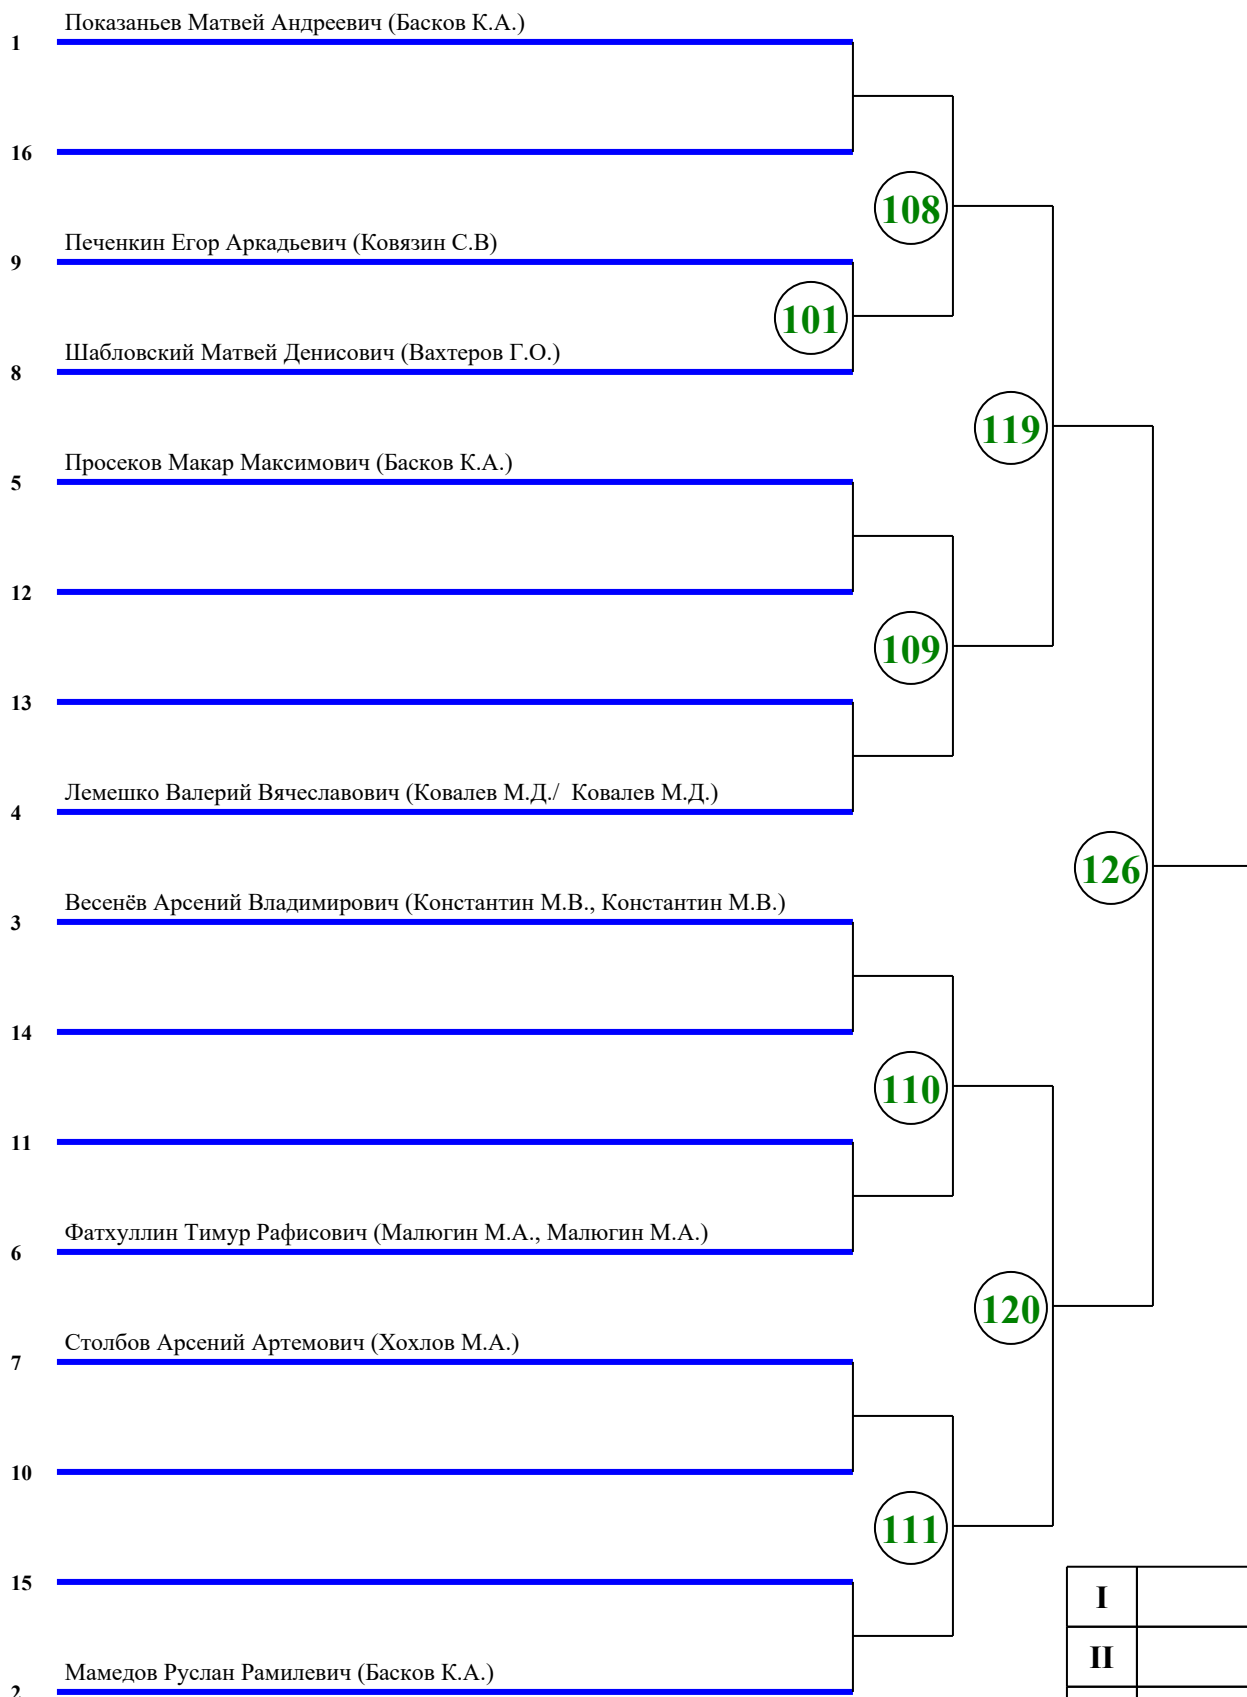 Показаньев Матвей Андреевич (Басков К.А.)
1
16
108
Печенкин Егор Аркадьевич (Ковязин С.В)
9
101
Шабловский Матвей Денисович (Вахтеров Г.О.)
8
119
Просеков Макар Максимович (Басков К.А.)
5
12
109
13
Лемешко Валерий Вячеславович (Ковалев М.Д./  Ковалев М.Д.)
4
126
Весенёв Арсений Владимирович (Константин М.В., Константин М.В.)
3
14
110
11
Фатхуллин Тимур Рафисович (Малюгин М.А., Малюгин М.А.)
6
120
Столбов Арсений Артемович (Хохлов М.А.)
7
10
111
15
I
II
Мамедов Руслан Рамилевич (Басков К.А.)
2